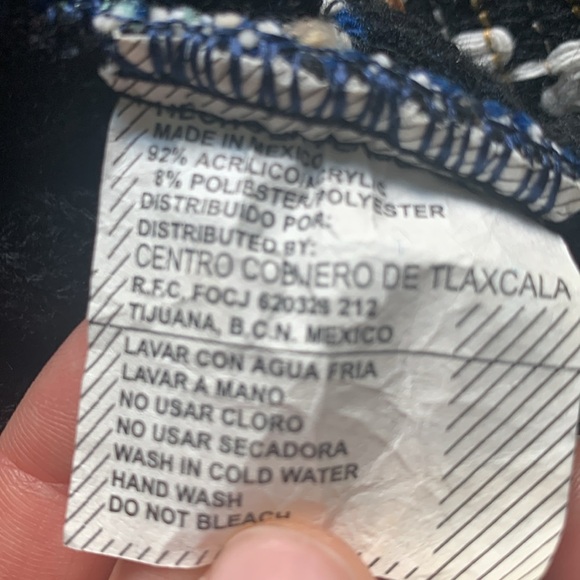 HECHO
MADE IN MEXICO
92% ACRILICO/ACRYLIC
8% POLIESTER/POLYESTER
DISTRIBUIDO POR:
DISTRIBUTED BY:
CENTRO COBIJERO DE TLAXCALA
R.F.C. FOCJ 620328 212
TIJUANA, B.C.N. MEXICO
LAVAR CON AGUA FRIA
LAVAR A MANO
NO USAR CLORO
NO USAR SECADORA
WASH IN COLD WATER
HAND WASH
DO NOT BLEACH